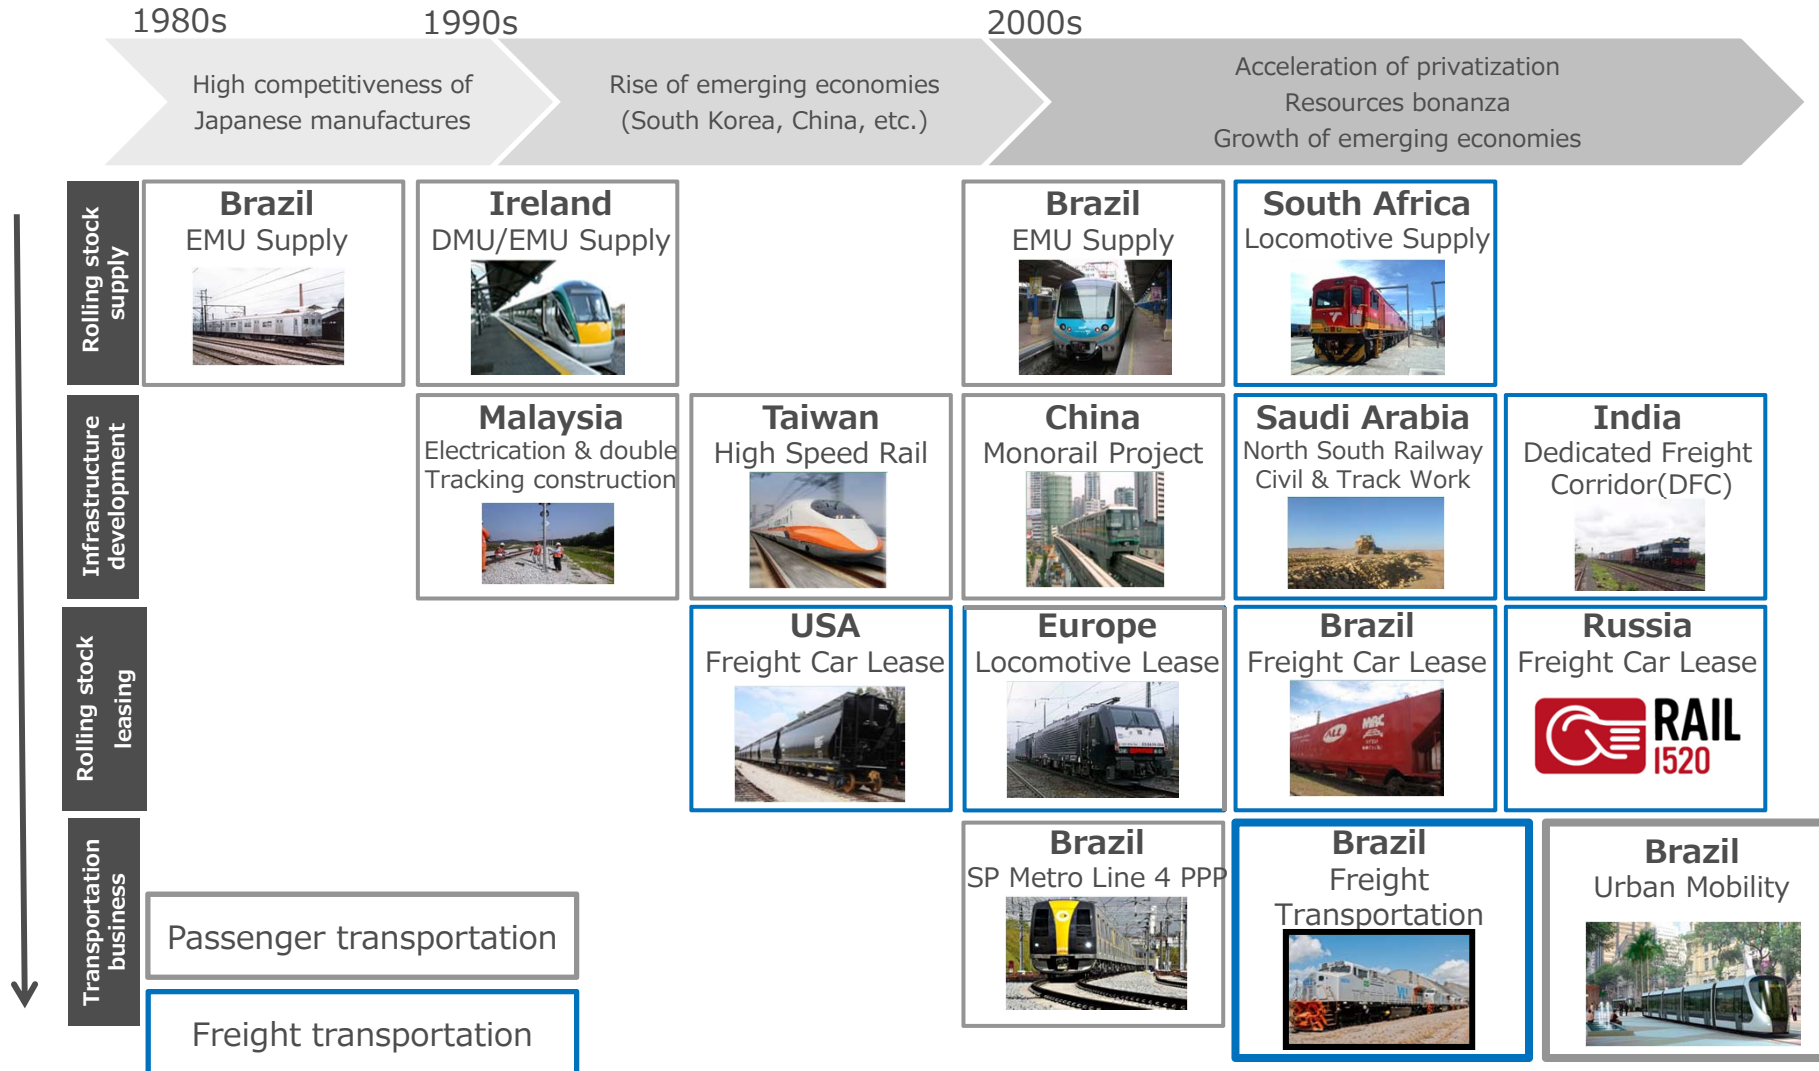 1980s
1990s
2000s
High competitiveness of
Japanese manufactures
Rise of emerging economies
(South Korea, China, etc.)
Acceleration of privatization
Resources bonanza
Growth of emerging economies
Rolling stock
supply
Brazil
EMU Supply
Ireland
DMU/EMU Supply
Brazil
EMU Supply
South Africa
Locomotive Supply
Infrastructure
development
Malaysia
Electrication & double
Tracking construction
Taiwan
High Speed Rail
China
Monorail Project
Saudi Arabia
North South Railway
Civil & Track Work
India
Dedicated Freight
Corridor(DFC)
Rolling stock
leasing
USA
Freight Car Lease
Europe
Locomotive Lease
Brazil
Freight Car Lease
ALL
MRC
Russia
Freight Car Lease
RAIL
1520
Transportation
business
Brazil
SP Metro Line 4 PPP
Brazil
Freight
Transportation
Brazil
Urban Mobility
Passenger transportation
Freight transportation